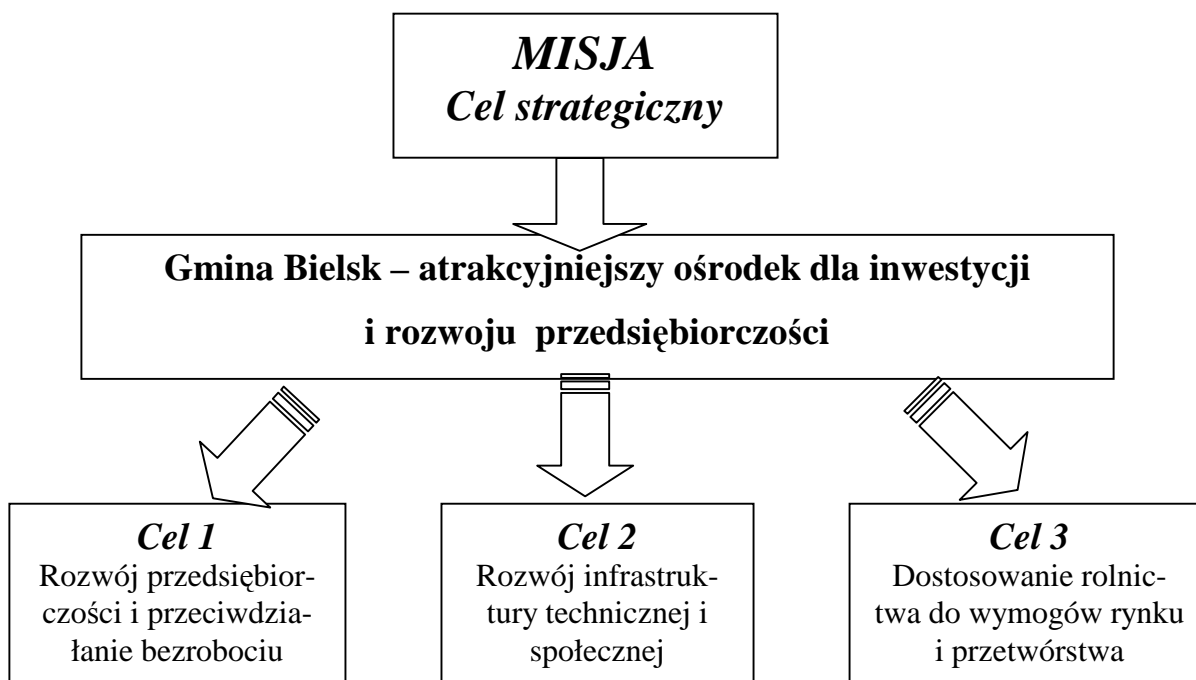 MISJA
Cel strategiczny
Gmina Bielsk – atrakcyjniejszy ośrodek dla inwestycji
i rozwoju przedsiębiorczości
Cel 1
Rozwój przedsiębior-
czości i przeciwdzia-
łanie bezrobociu
Cel 2
Rozwój infrastruk-
tury technicznej i
społecznej
Cel 3
Dostosowanie rolnic-
twa do wymogów rynku
i przetwórstwa